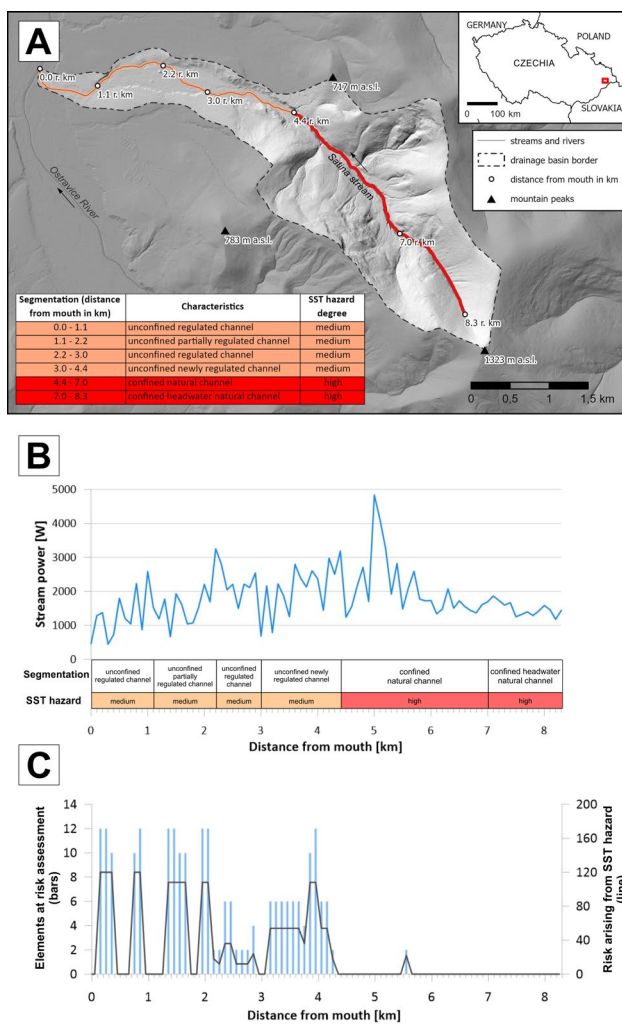 A
GERMANY
POLAND
CZECHIA
SLOVAKIA
0 100 km
streams and rivers
drainage basin border
distance from mouth in km
mountain peaks
0.0 r. km
1.1 r. km
2.2 r. km
3.0 r. km
717 m a.s.l.
4.4 r. km
Satina stream
Ostravice River
783 m a.s.l.
7.0 r. km
8.3 r. km
1323 m a.s.l.
0 0,5 1 1,5 km
Segmentation (distance from mouth in km) Characteristics SST hazard degree
0.0 - 1.1 unconfined regulated channel medium
1.1 - 2.2 unconfined partially regulated channel medium
2.2 - 3.0 unconfined regulated channel medium
3.0 - 4.4 unconfined newly regulated channel medium
4.4 - 7.0 confined natural channel high
7.0 - 8.3 confined headwater natural channel high
B
Stream power [W]
5000
4000
3000
2000
1000
0
Segmentation
unconfined regulated channel
unconfined partially regulated channel
unconfined regulated channel
unconfined newly regulated channel
confined natural channel
confined headwater natural channel
SST hazard
medium medium medium medium high high
0 1 2 3 4 5 6 7 8
Distance from mouth [km]
C
Elements at risk assessment (bars)
14
12
10
8
6
4
2
0
200
160
120
80
40
0
Risk arising from SST hazard (line)
0 1 2 3 4 5 6 7 8
Distance from mouth [km]